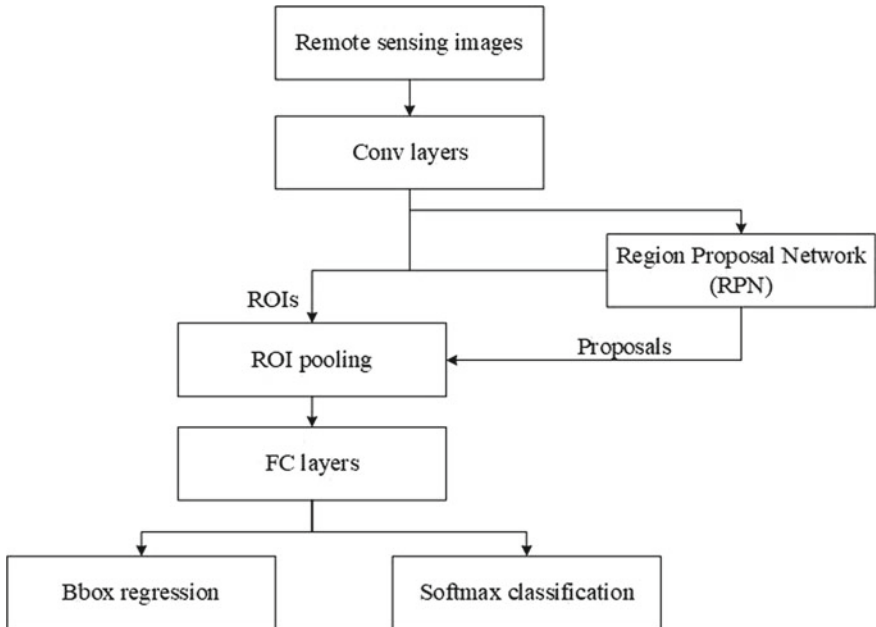 Remote sensing images
Conv layers
Region Proposal Network
(RPN)
ROIs
Proposals
ROI pooling
FC layers
Bbox regression
Softmax classification